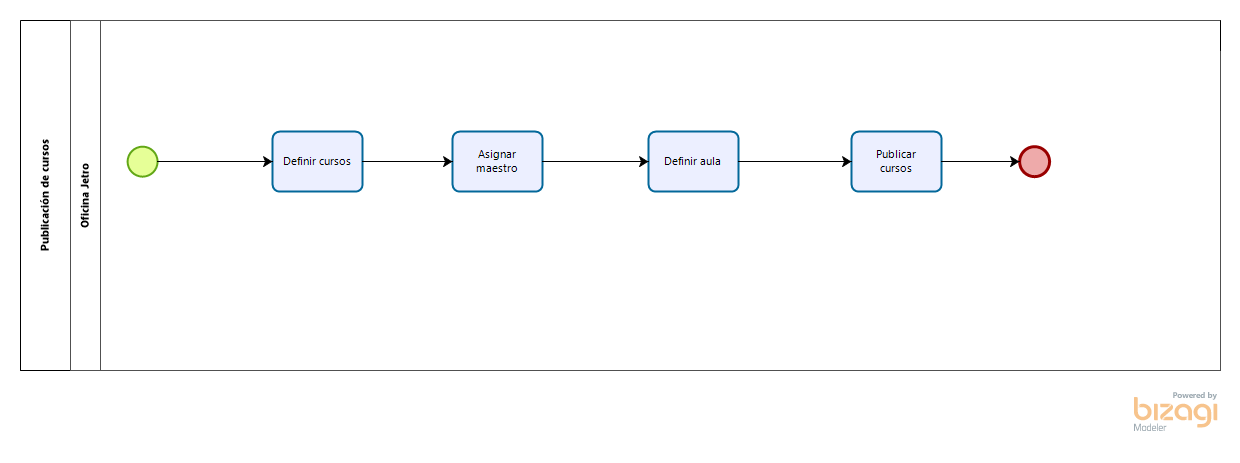 Publicación de cursos
Oficina Jetro
Definir cursos
Asignar
maestro
Definir aula
Publicar
cursos
Powered by
bizagi
Modeler